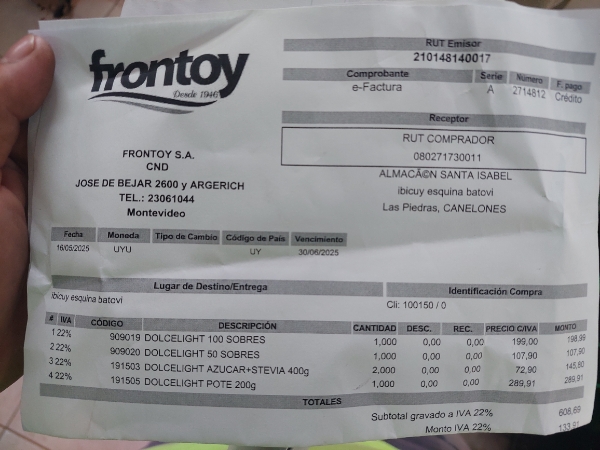 frontoy
Desde 1946
RUT Emisor
210148140017
Comprobante Serie Numero F. pago
e-Factura A 2714812 Crédito
Receptor
RUT COMPRADOR
080271730011
ALMACÃ©N SANTA ISABEL
ibicuy esquina batovi
Las Piedras, CANELONES
FRONTOY S.A.
CND
JOSE DE BEJAR 2600 y ARGERICH
TEL.: 23061044
Montevideo
Fecha Moneda Tipo de Cambio Código de País Vencimiento
16/05/2025 UYU UY 30/06/2025
Lugar de Destino/Entrega Identificación Compra
ibicuy esquina batovi Cli: 100150 / 0
# IVA CÓDIGO DESCRIPCIÓN CANTIDAD DESC. REC. PRECIO C/IVA MONTO
1 22% 909019 DOLCELIGHT 100 SOBRES 1,000 0,00 0,00 199,00 198,99
2 22% 909020 DOLCELIGHT 50 SOBRES 1,000 0,00 0,00 107,90 107,90
3 22% 191503 DOLCELIGHT AZUCAR+STEVIA 400g 2,000 0,00 0,00 72,90 145,80
4 22% 191505 DOLCELIGHT POTE 200g 1,000 0,00 0,00 289,91 289,91
TOTALES
Subtotal gravado a IVA 22% 608,69
Monto IVA 22% 133,91